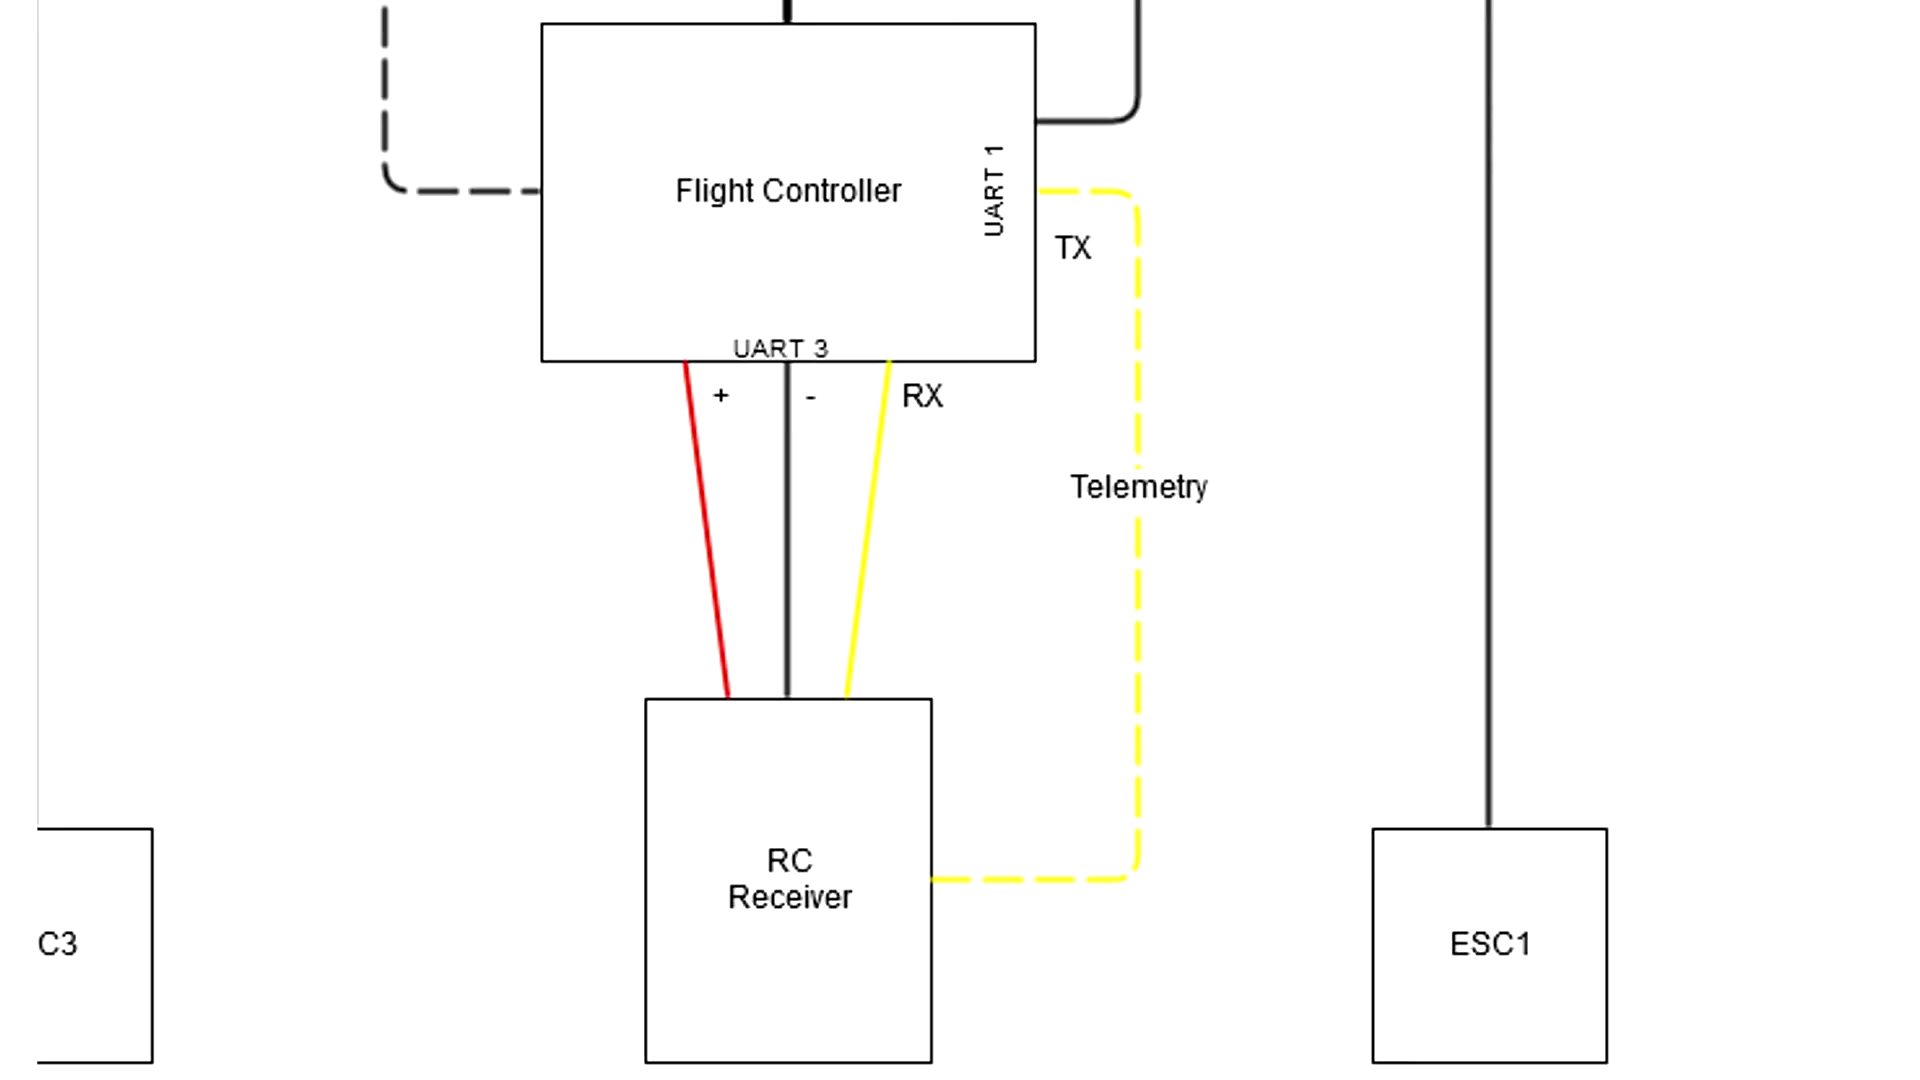 Flight Controller
UART 1
TX
UART 3
+
-
RX
Telemetry
RC
Receiver
C3
ESC1